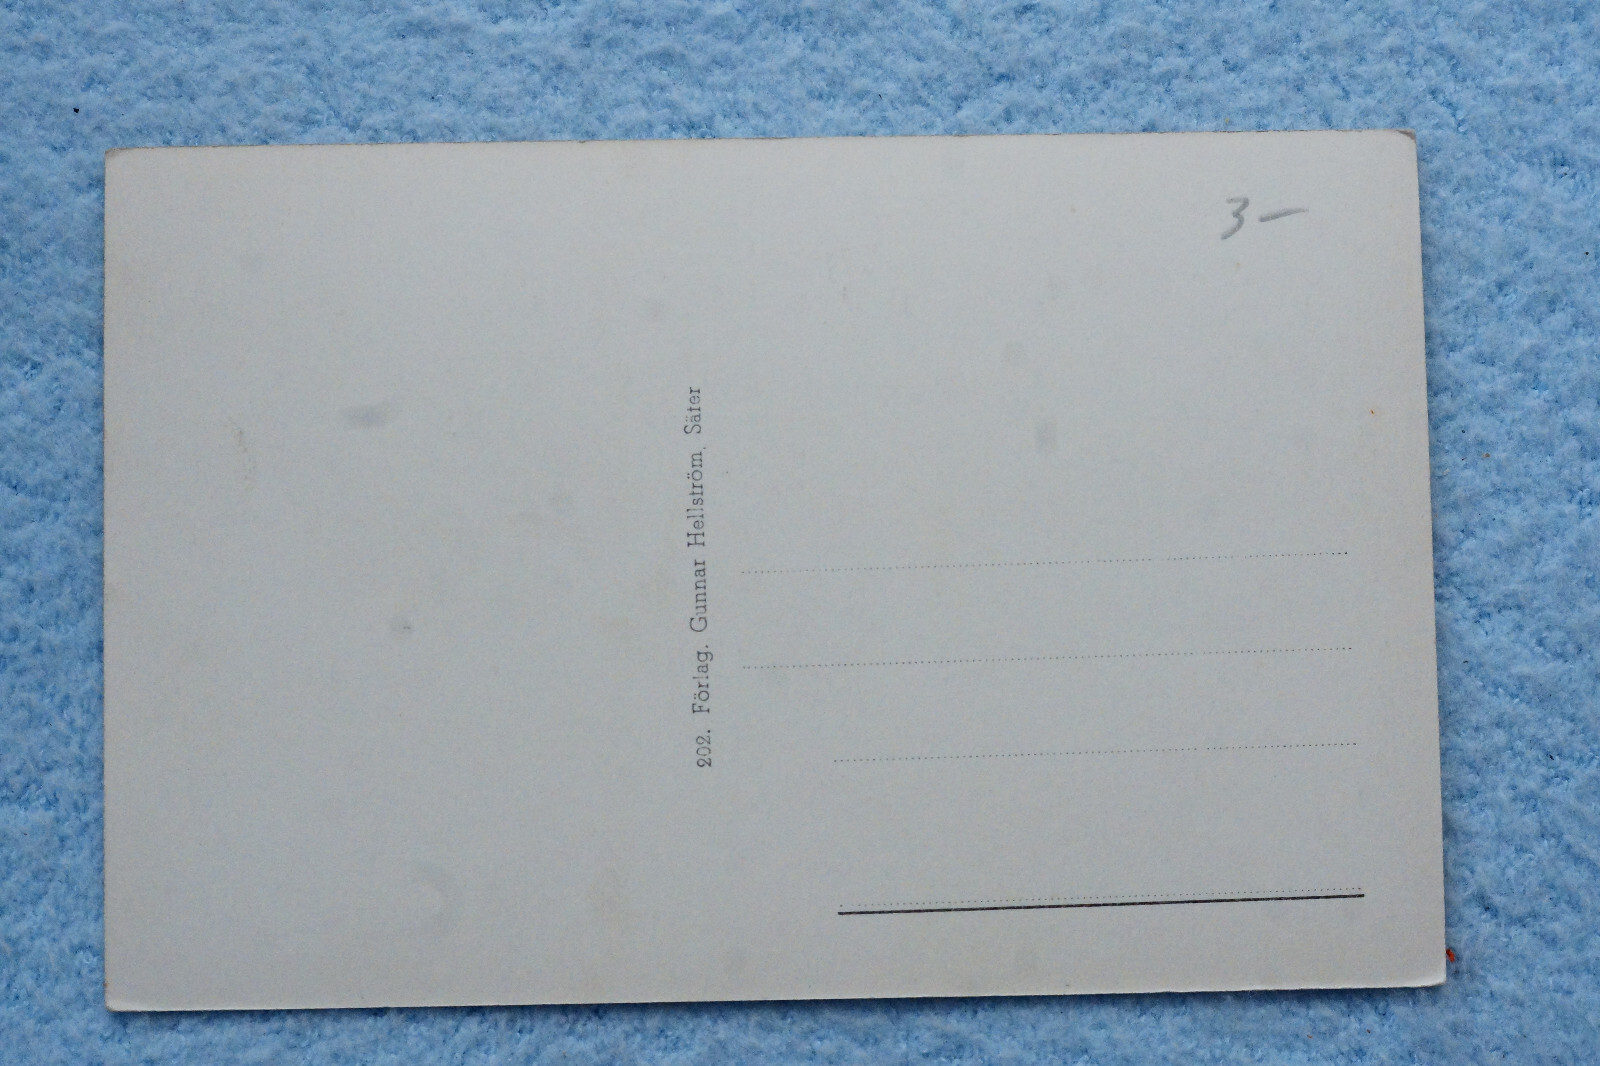 3 –
202. Förlag. Gunnar Hellström, Säter